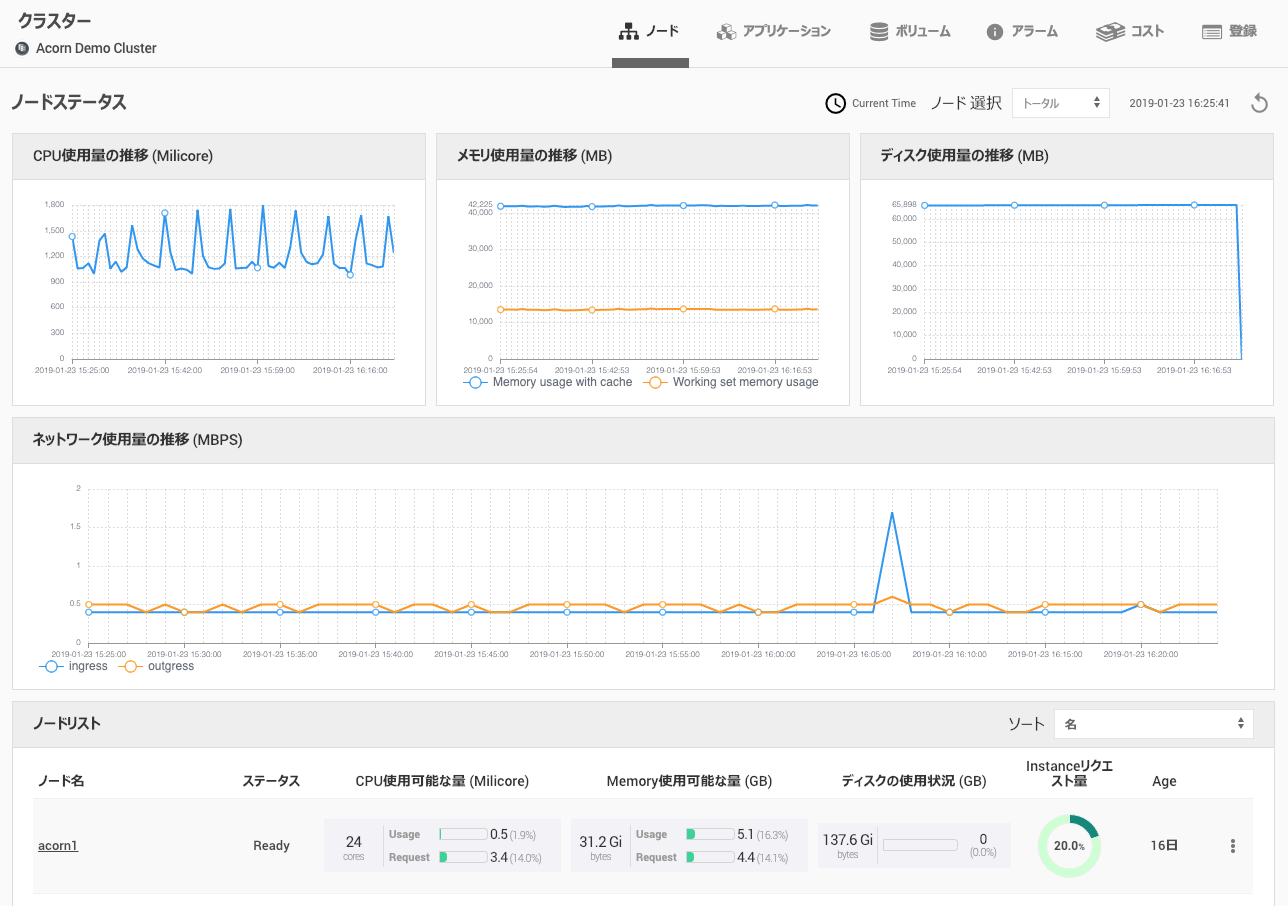 クラスター
Acorn Demo Cluster
ノード
アプリケーション
ボリューム
アラーム
コスト
登録
ノードステータス
Current Time
ノード 選択
トータル
2019-01-23 16:25:41
CPU使用量の推移 (Milicore)
1,800
1,500
1,200
900
600
300
0
2019-01-23 15:25:00 2019-01-23 15:42:00 2019-01-23 15:59:00 2019-01-23 16:16:00
メモリ使用量の推移 (MB)
42,225
40,000
30,000
20,000
10,000
0
2019-01-23 15:25:54 2019-01-23 15:42:53 2019-01-23 15:59:53 2019-01-23 16:16:53
Memory usage with cache Working set memory usage
ディスク使用量の推移 (MB)
65,898
60,000
50,000
40,000
30,000
20,000
10,000
0
2019-01-23 15:25:54 2019-01-23 15:42:53 2019-01-23 15:59:53 2019-01-23 16:16:53
ネットワーク使用量の推移 (MBPS)
2
1.5
1
0.5
0
2019-01-23 15:25:00 2019-01-23 15:30:00 2019-01-23 15:35:00 2019-01-23 15:40:00 2019-01-23 15:45:00 2019-01-23 15:50:00 2019-01-23 15:55:00 2019-01-23 16:00:00 2019-01-23 16:05:00 2019-01-23 16:10:00 2019-01-23 16:15:00 2019-01-23 16:20:00
ingress outgress
ノードリスト
ソート
名
ノード名
ステータス
CPU使用可能な量 (Milicore)
Memory使用可能な量 (GB)
ディスクの使用状況 (GB)
Instanceリクエ
スト量
Age
acorn1
Ready
24
cores
Usage 0.5 (1.9%)
Request 3.4 (14.0%)
31.2 Gi
bytes
Usage 5.1 (16.3%)
Request 4.4 (14.1%)
137.6 Gi
bytes
0
(0.0%)
20.0%
16日